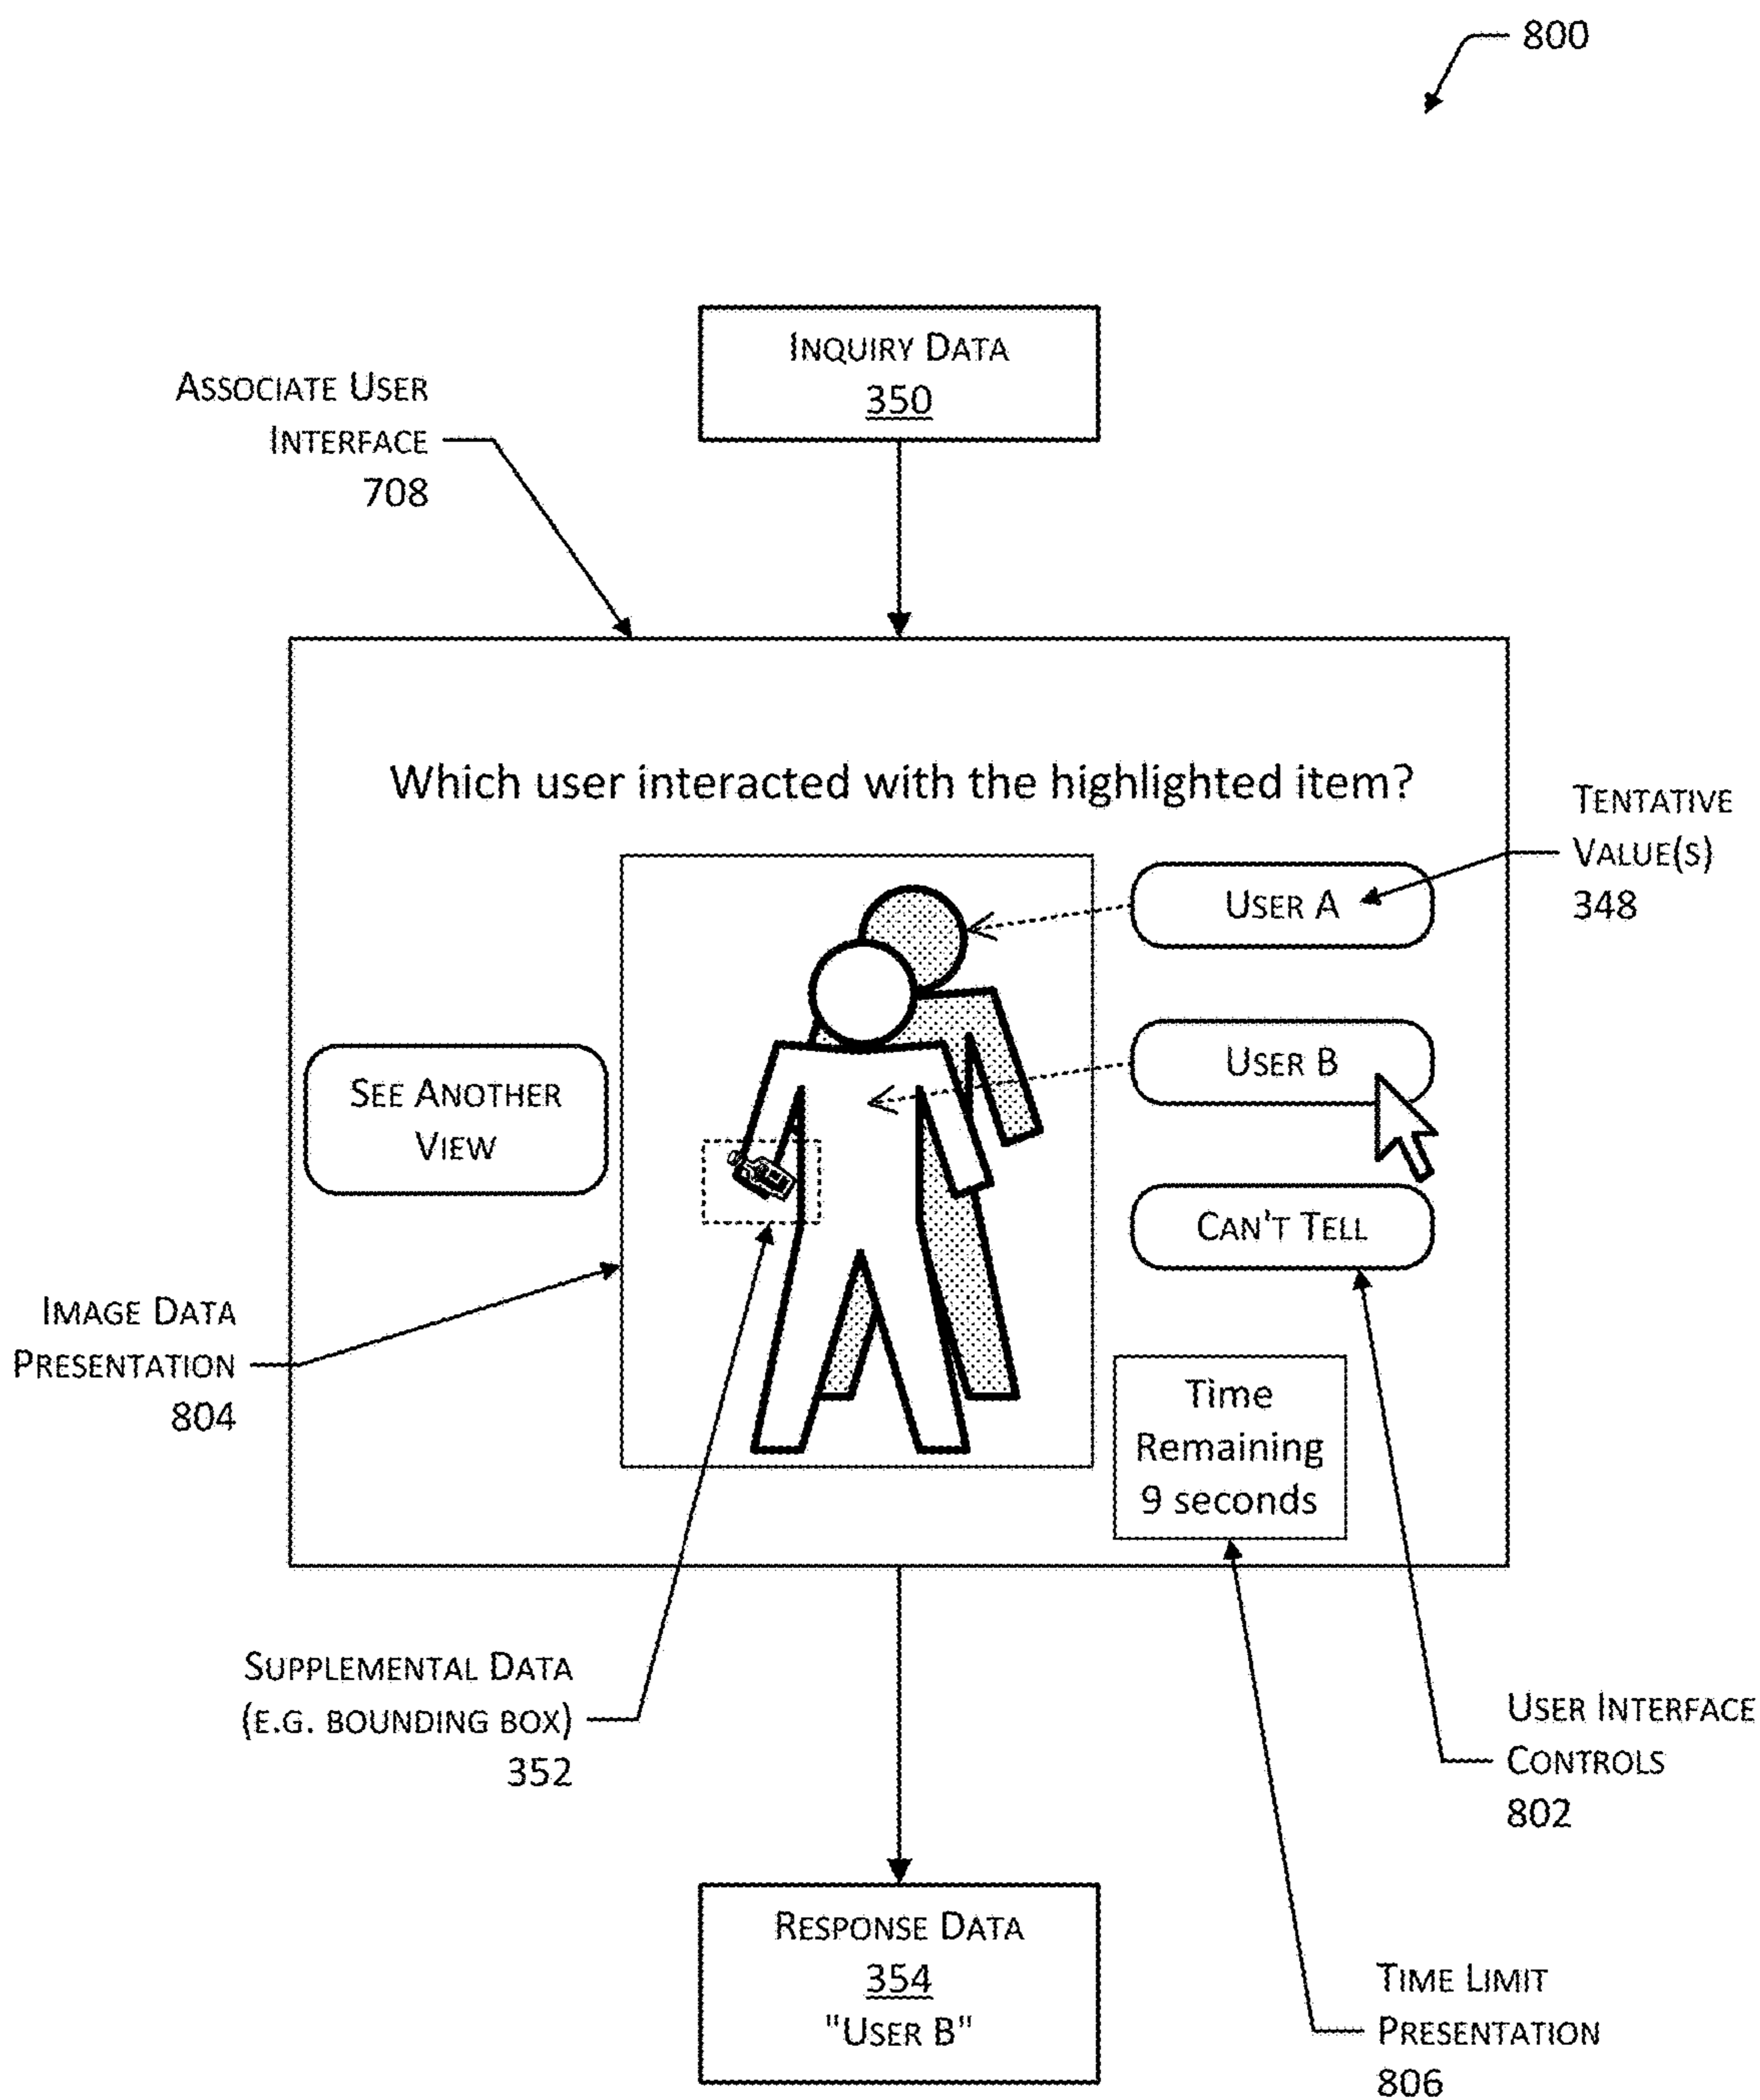 800
INQUIRY DATA
350
ASSOCIATE USER
INTERFACE
708
Which user interacted with the highlighted item?
TENTATIVE
VALUE(S)
348
USER A
USER B
SEE ANOTHER
VIEW
CAN'T TELL
IMAGE DATA
PRESENTATION
804
Time
Remaining
9 seconds
SUPPLEMENTAL DATA
(E.G. BOUNDING BOX)
352
USER INTERFACE
CONTROLS
802
RESPONSE DATA
354
"USER B"
TIME LIMIT
PRESENTATION
806